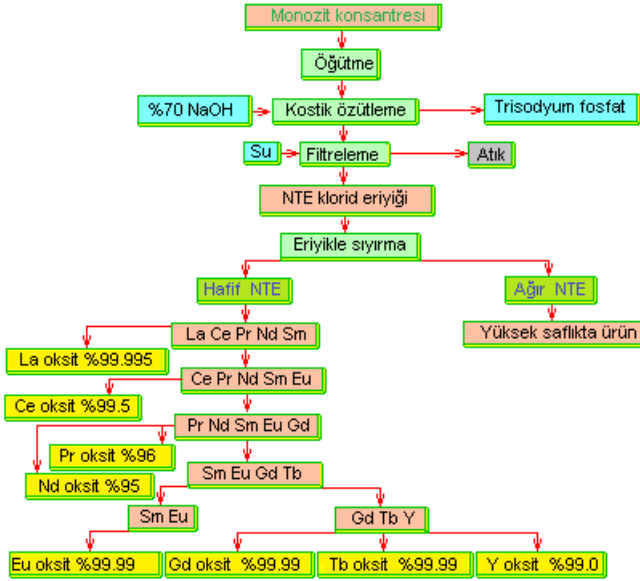 Monozit konsantresi
Öğütme
%70 NaOH
Kostik özütleme
Trisodyum fosfat
Su
Filtreleme
Atık
NTE klorid eriyiği
Eriyikle sıyırma
Hafif NTE
Ağır NTE
La Ce Pr Nd Sm
Yüksek saflıkta ürün
La oksit %99.995
Ce Pr Nd Sm Eu
Ce oksit %99.5
Pr Nd Sm Eu Gd
Pr oksit %96
Nd oksit %95
Sm Eu Gd Tb
Sm Eu
Gd Tb Y
Eu oksit %99.99
Gd oksit %99.99
Tb oksit %99.99
Y oksit %99.0